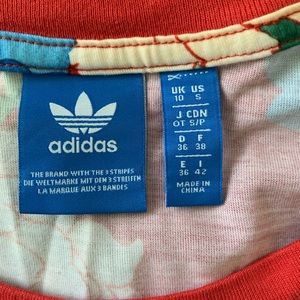 adidas
THE BRAND WITH THE 3 STRIPES
DIE WELTMARKE MIT DEN 3 STREIFEN
LA MARQUE AUX 3 BANDES
UK US
10 S
J CDN
OT S/P
D F
36 38
E I
36 42
MADE IN
CHINA